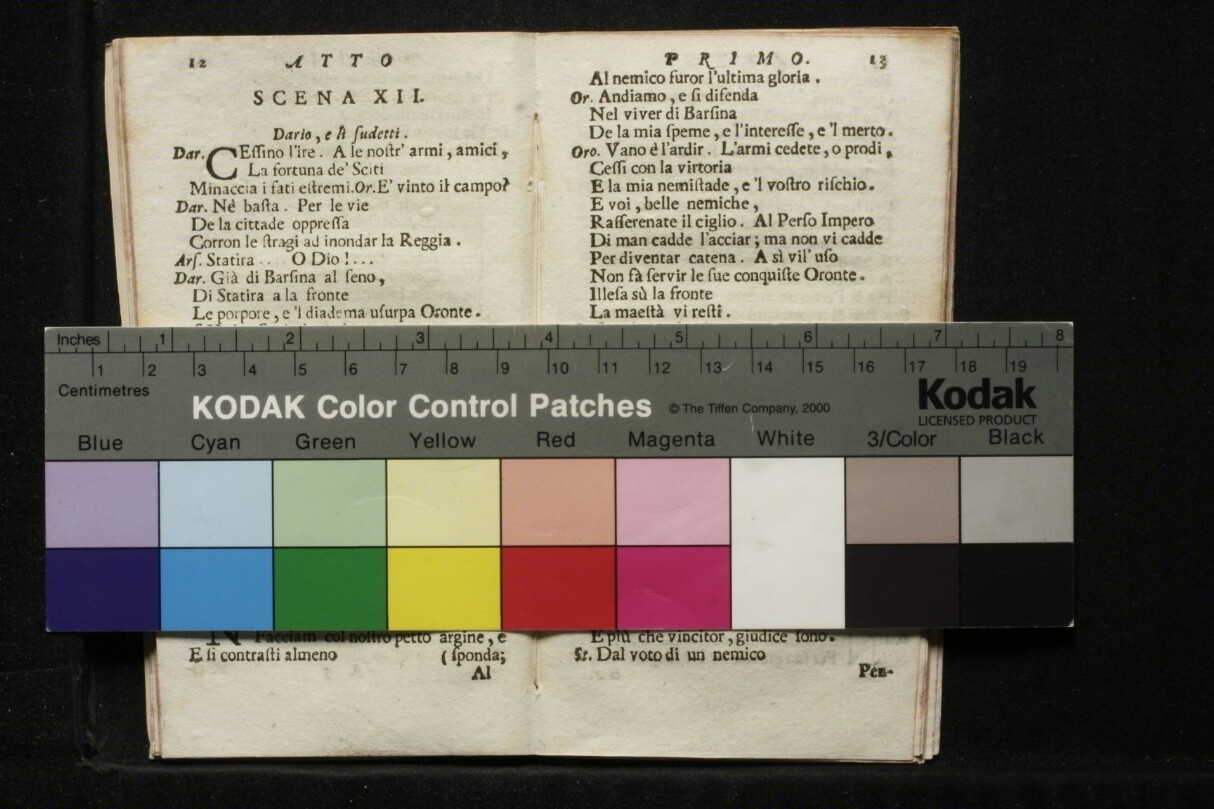 12 ATTO
SCENA XII.
Dario, e li ſudetti.
Dar. CEſſino l'ire. A le noſtr' armi, amici,
La fortuna de' Sciti
Minaccia i fati eſtremi. Or. E' vinto il campo?
Dar. Nè baſta. Per le vie
De la cittade oppreſſa
Corron le ſtragi ad inondar la Reggia.
Arſ. Statira... O Dio!...
Dar. Già di Barſina al ſeno,
Di Statira a la fronte
Le porpore, e 'l diadema uſurpa Oronte.
Facciam col noſtro petto argine, e
E ſi contraſti almeno (ſponda;
Al
PRIMO. 13
Al nemico furor l'ultima gloria.
Or. Andiamo, e ſi difenda
Nel viver di Barſina
De la mia ſpeme, e l'intereſſe, e 'l merto.
Oro. Vano è l'ardir. L'armi cedete, o prodi,
Ceſſi con la virtoria
E la mia nemiſtade, e 'l voſtro riſchio.
E voi, belle nemiche,
Raſſerenate il ciglio. Al Perſo Impero
Di man cadde l'acciar; ma non vi cadde
Per diventar catena. A sì vil' uſo
Non fà ſervir le ſue conquiſte Oronte.
Illeſa sù la fronte
La maeſtà vi reſti.
E più che vincitor, giudice ſono.
St. Dal voto di un nemico
Pen-
Inches 1 2 3 4 5 6 7 8
1 2 3 4 5 6 7 8 9 10 11 12 13 14 15 16 17 18 19
Centimetres
KODAK Color Control Patches © The Tiffen Company, 2000
Kodak
LICENSED PRODUCT
Blue Cyan Green Yellow Red Magenta White 3/Color Black